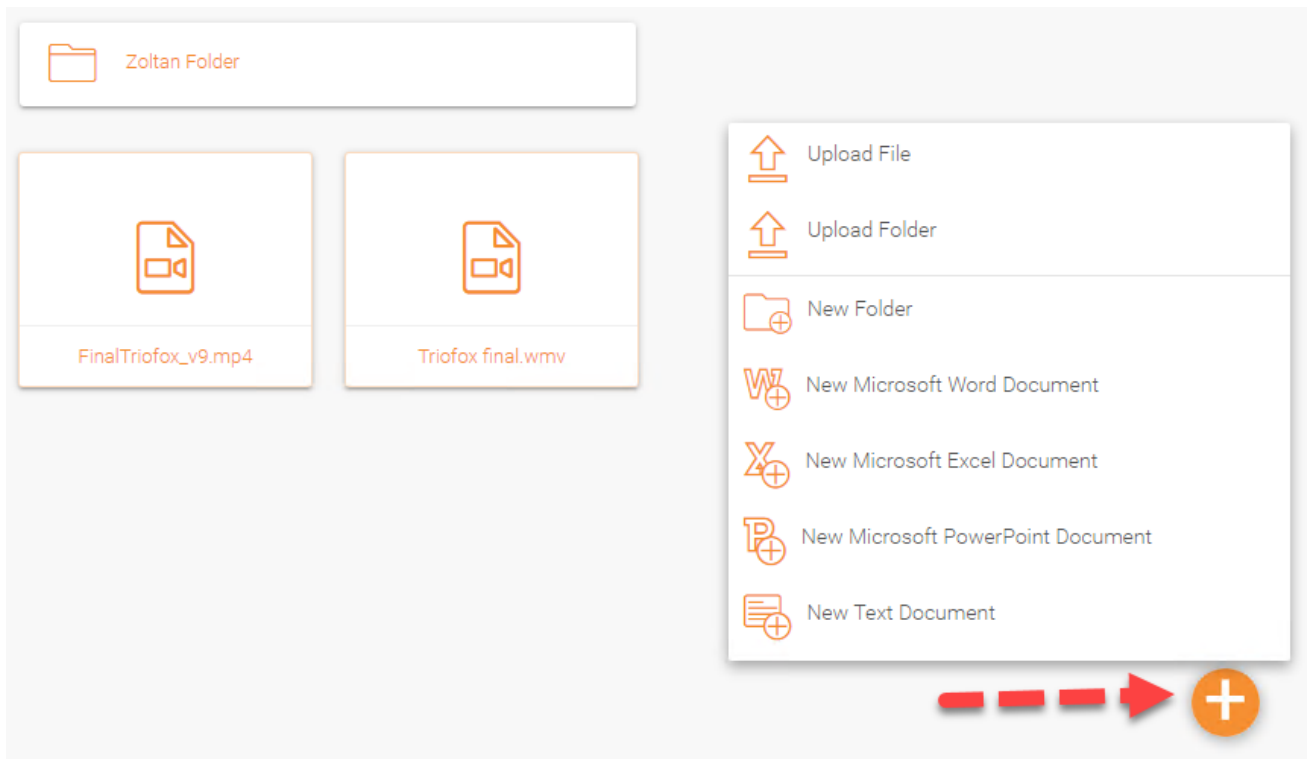 Zoltan Folder
FinalTriofox_v9.mp4
Triofox final.wmv
Upload File
Upload Folder
New Folder
New Microsoft Word Document
New Microsoft Excel Document
New Microsoft PowerPoint Document
New Text Document